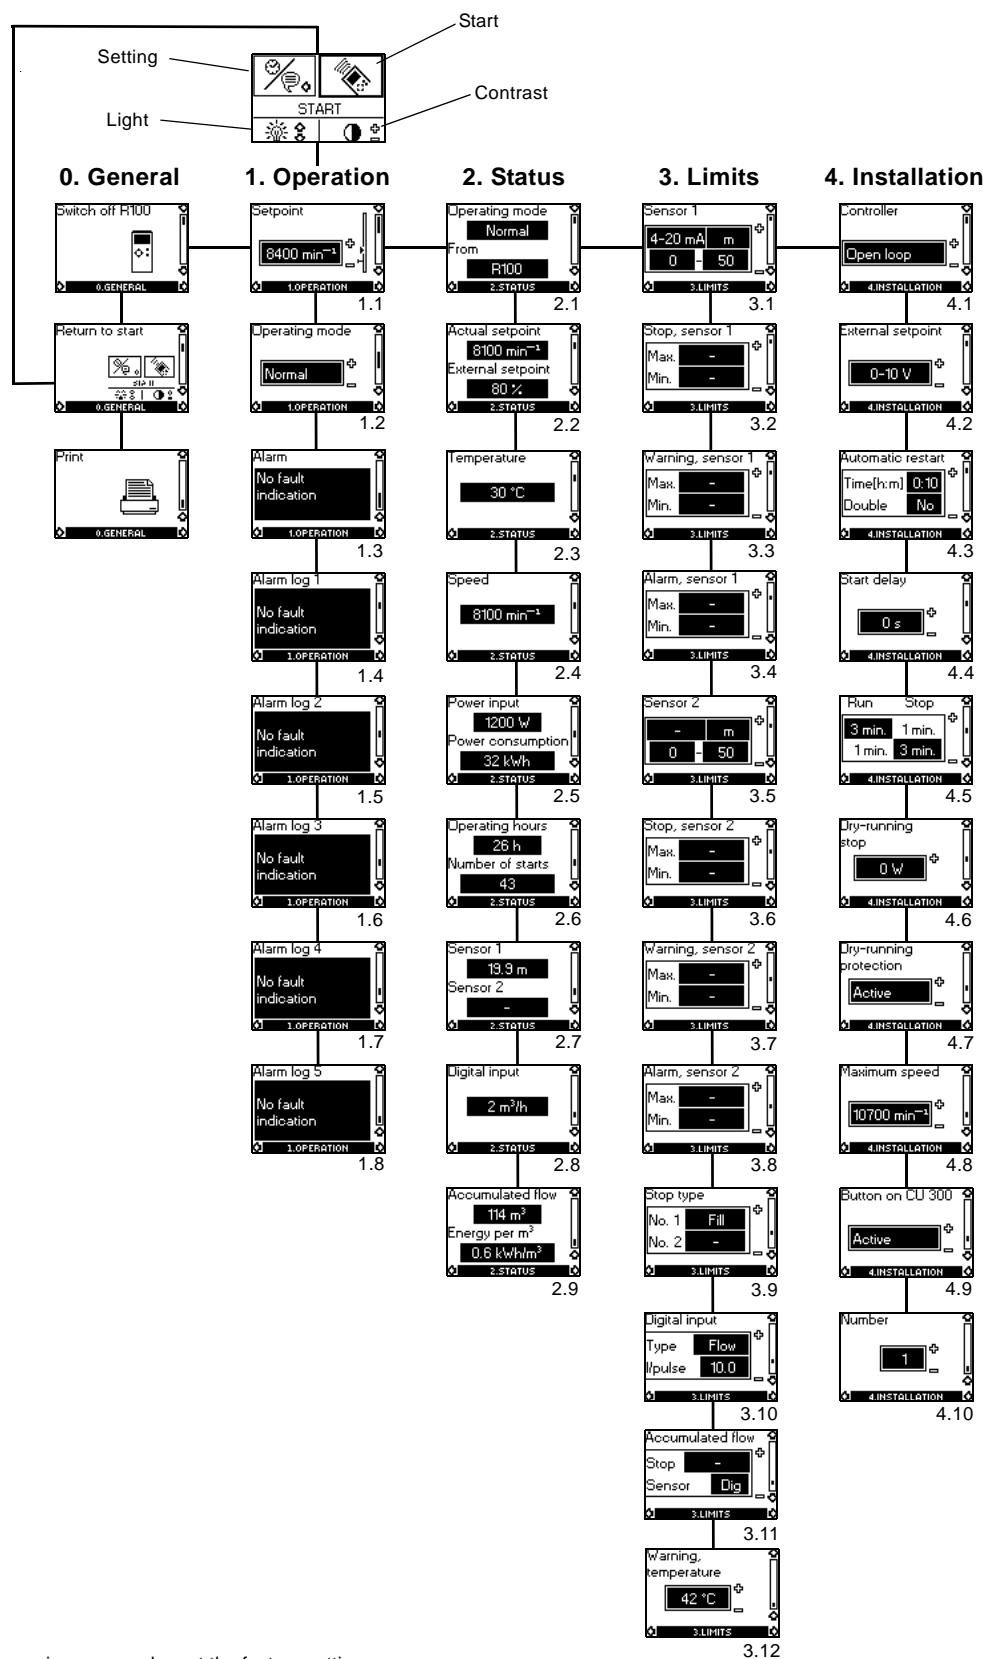 Start
Setting
Contrast
START
Light
0. General
1. Operation
2. Status
3. Limits
4. Installation
Switch off R100
0.GENERAL
Return to start
START
0.GENERAL
Print
0.GENERAL
Setpoint
8400 min⁻¹
1.OPERATION
1.1
Operating mode
Normal
1.OPERATION
1.2
Alarm
No fault
indication
1.OPERATION
1.3
Alarm log 1
No fault
indication
1.OPERATION
1.4
Alarm log 2
No fault
indication
1.OPERATION
1.5
Alarm log 3
No fault
indication
1.OPERATION
1.6
Alarm log 4
No fault
indication
1.OPERATION
1.7
Alarm log 5
No fault
indication
1.OPERATION
1.8
Operating mode
Normal
From
R100
2.STATUS
2.1
Actual setpoint
8100 min⁻¹
External setpoint
80 %
2.STATUS
2.2
Temperature
30 °C
2.STATUS
2.3
Speed
8100 min⁻¹
2.STATUS
2.4
Power input
1200 W
Power consumption
32 kWh
2.STATUS
2.5
Operating hours
26 h
Number of starts
43
2.STATUS
2.6
Sensor 1
19.9 m
Sensor 2
-
2.STATUS
2.7
Digital input
2 m³/h
2.STATUS
2.8
Accumulated flow
114 m³
Energy per m³
0.6 kWh/m³
2.STATUS
2.9
Sensor 1
4-20 mA m
0 - 50
3.LIMITS
3.1
Stop, sensor 1
Max. -
Min. -
3.LIMITS
3.2
Warning, sensor 1
Max. -
Min. -
3.LIMITS
3.3
Alarm, sensor 1
Max. -
Min. -
3.LIMITS
3.4
Sensor 2
- m
0 - 50
3.LIMITS
3.5
Stop, sensor 2
Max. -
Min. -
3.LIMITS
3.6
Warning, sensor 2
Max. -
Min. -
3.LIMITS
3.7
Alarm, sensor 2
Max. -
Min. -
3.LIMITS
3.8
Stop type
No. 1 Fill
No. 2 -
3.LIMITS
3.9
Digital input
Type Flow
l/pulse 10.0
3.LIMITS
3.10
Accumulated flow
Stop -
Sensor Dig
3.LIMITS
3.11
Warning,
temperature
42 °C
3.LIMITS
3.12
Controller
Open loop
4.INSTALLATION
4.1
External setpoint
0-10 V
4.INSTALLATION
4.2
Automatic restart
Time[h:m] 0:10
Double No
4.INSTALLATION
4.3
Start delay
0 s
4.INSTALLATION
4.4
Run Stop
3 min. 1 min.
1 min. 3 min.
4.INSTALLATION
4.5
Dry-running
stop
0 W
4.INSTALLATION
4.6
Dry-running
protection
Active
4.INSTALLATION
4.7
Maximum speed
10700 min⁻¹
4.INSTALLATION
4.8
Button on CU 300
Active
4.INSTALLATION
4.9
Number
1
4.INSTALLATION
4.10